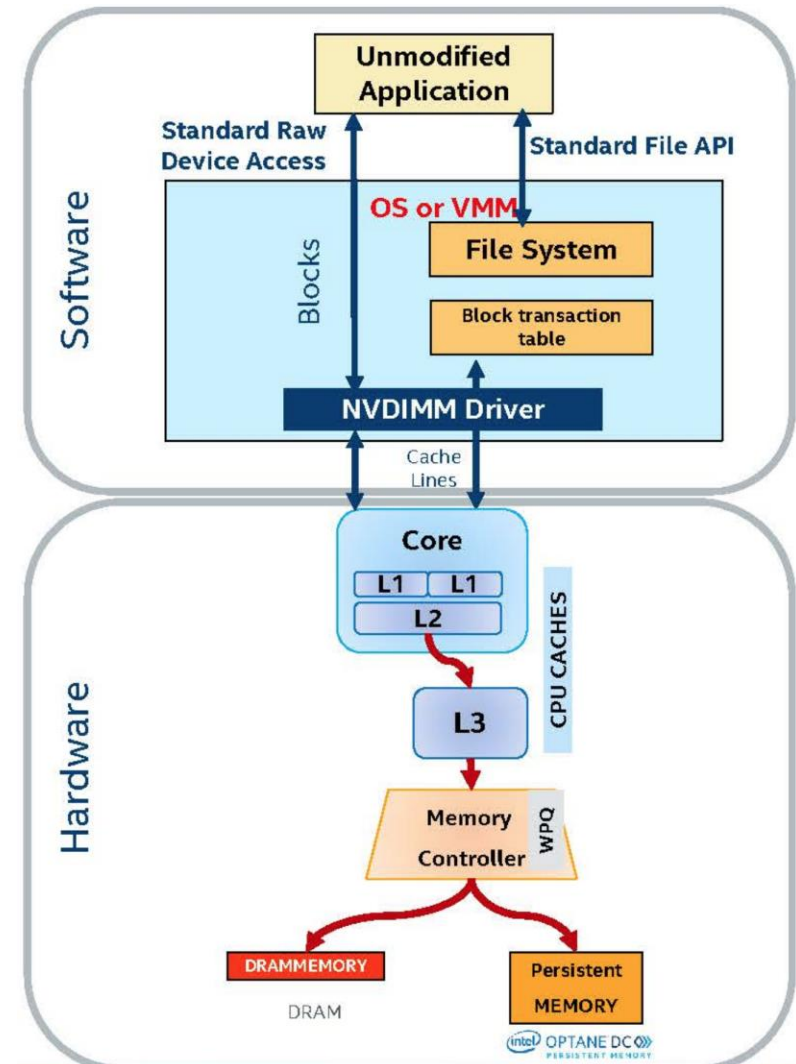 Unmodified
Application
Standard Raw
Device Access
Standard File API
OS or VMM
File System
Blocks
Block transaction
table
NVDIMM Driver
Cache
Lines
Software
Core
L1 L1
L2
CPU CACHES
L3
Memory
Controller
WPQ
Hardware
DRAMMEMORY
DRAM
Persistent
MEMORY
intel OPTANE DC
PERSISTENT MEMORY